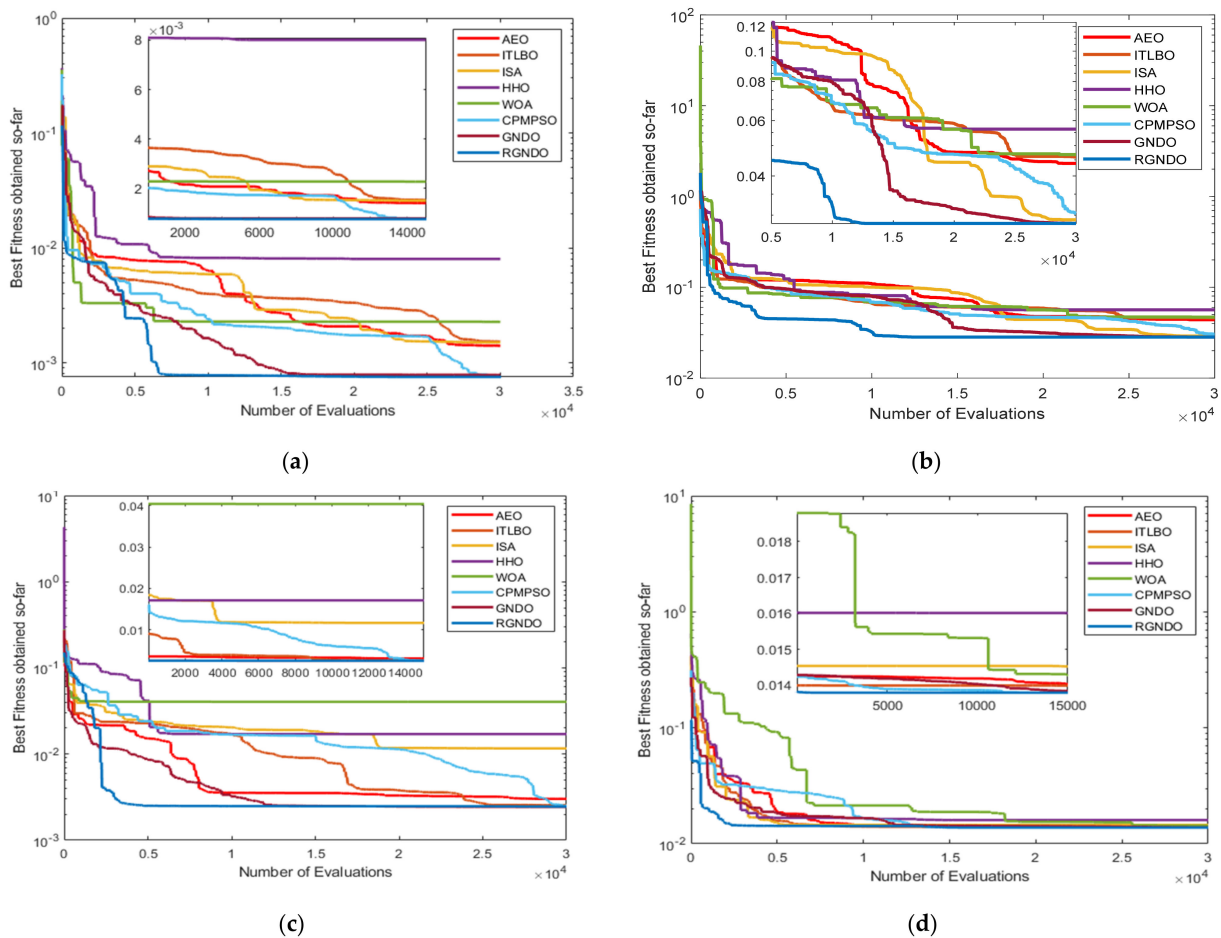 10^0
10^-1
10^-2
10^-3
Best Fitness obtained so-far
×10^-3
8
6
4
2
2000 6000 10000 14000
AEO
ITLBO
ISA
HHO
WOA
CPMPSO
GNDO
RGNDO
0 0.5 1 1.5 2 2.5 3 3.5
Number of Evaluations
×10^4
(a)
10^2
10^1
10^0
10^-1
10^-2
Best Fitness obtained so-far
0.12
0.1
0.08
0.06
0.04
0.5 1 1.5 2 2.5 3
×10^4
AEO
ITLBO
ISA
HHO
WOA
CPMPSO
GNDO
RGNDO
0 0.5 1 1.5 2 2.5 3
Number of Evaluations
×10^4
(b)
10^1
10^0
10^-1
10^-2
10^-3
Best Fitness obtained so-far
0.04
0.03
0.02
0.01
2000 4000 6000 8000 10000 12000 14000
AEO
ITLBO
ISA
HHO
WOA
CPMPSO
GNDO
RGNDO
0 0.5 1 1.5 2 2.5 3
Number of Evaluations
×10^4
(c)
10^1
10^0
10^-1
10^-2
Best Fitness obtained so-far
0.018
0.016
0.015
0.014
5000 10000 15000
AEO
ITLBO
ISA
HHO
WOA
CPMPSO
GNDO
RGNDO
0 0.5 1 1.5 2 2.5 3
Number of Evaluations
×10^4
(d)